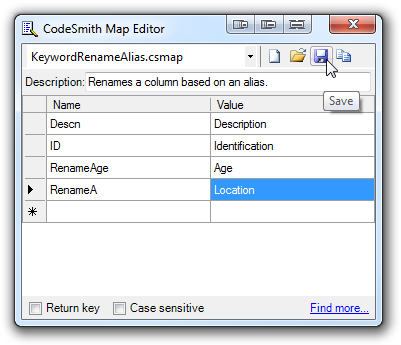 CodeSmith Map Editor
KeywordRenameAlias.csmap
Description: Renames a column based on an alias.
Save
Name Value
Descn Description
ID Identification
RenameAge Age
RenameA Location
Return key Case sensitive Find more...